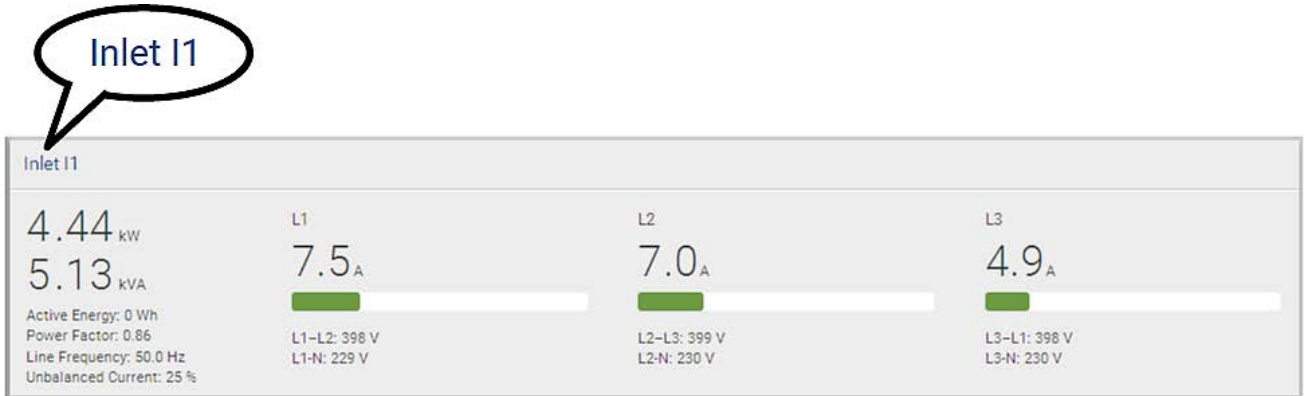 Inlet I1
Inlet I1
4.44 kW
5.13 kVA
Active Energy: 0 Wh
Power Factor: 0.86
Line Frequency: 50.0 Hz
Unbalanced Current: 25 %
L1
7.5 A
L1–L2: 398 V
L1-N: 229 V
L2
7.0 A
L2–L3: 399 V
L2-N: 230 V
L3
4.9 A
L3–L1: 398 V
L3-N: 230 V